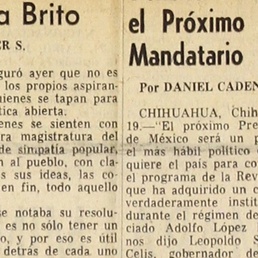 a Brito
ER S.
guró ayer que no es
los propios aspiran-
quienes se tapan para
tica abierta.
enes se sienten con
ra magistratura del
de simpatía popular,
n al pueblo, con cla-
s sus ideas, las co-
en fin, todo aquello
se notaba su resolu-
es no sólo tener un
o, y por eso es útil
detrás de cada uno
el Próximo
Mandatario
Por DANIEL CADEN
CHIHUAHUA, Chih
19.—"El próximo Pre
de México será un p
el más hábil político
quiere el país para co
el programa de la Rev
que ha adquirido un c
verdaderamente instit
durante el régimen de
ciado Adolfo López
nos dijo Leopoldo S
Celis, gobernador de